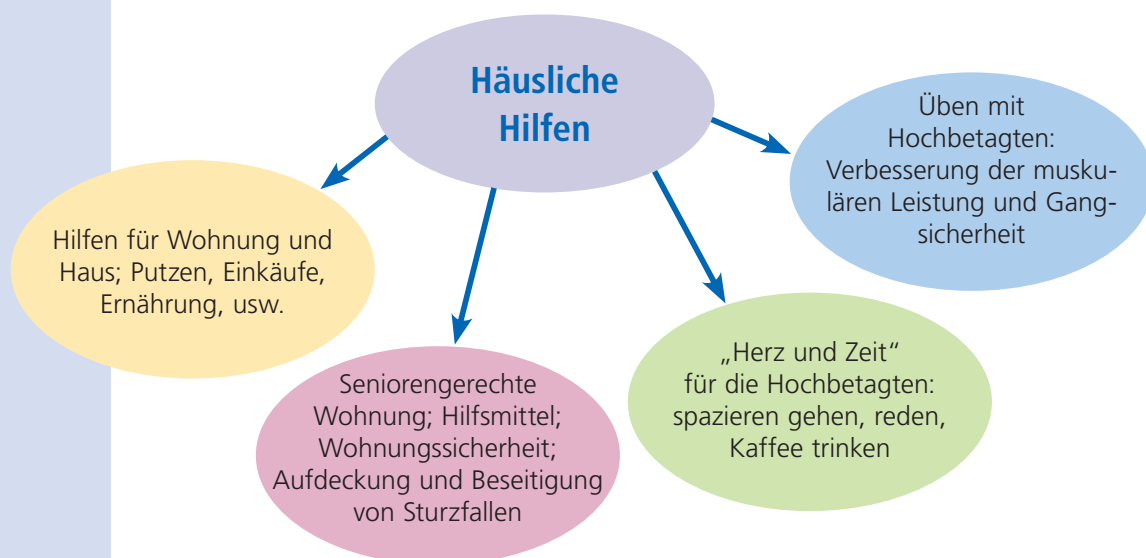 Häusliche
Hilfen
Hilfen für Wohnung und
Haus; Putzen, Einkäufe,
Ernährung, usw.
Seniorengerechte
Wohnung; Hilfsmittel;
Wohnungssicherheit;
Aufdeckung und Beseitigung
von Sturzfallen
„Herz und Zeit“
für die Hochbetagten:
spazieren gehen, reden,
Kaffee trinken
Üben mit
Hochbetagten:
Verbesserung der musku-
lären Leistung und Gang-
sicherheit